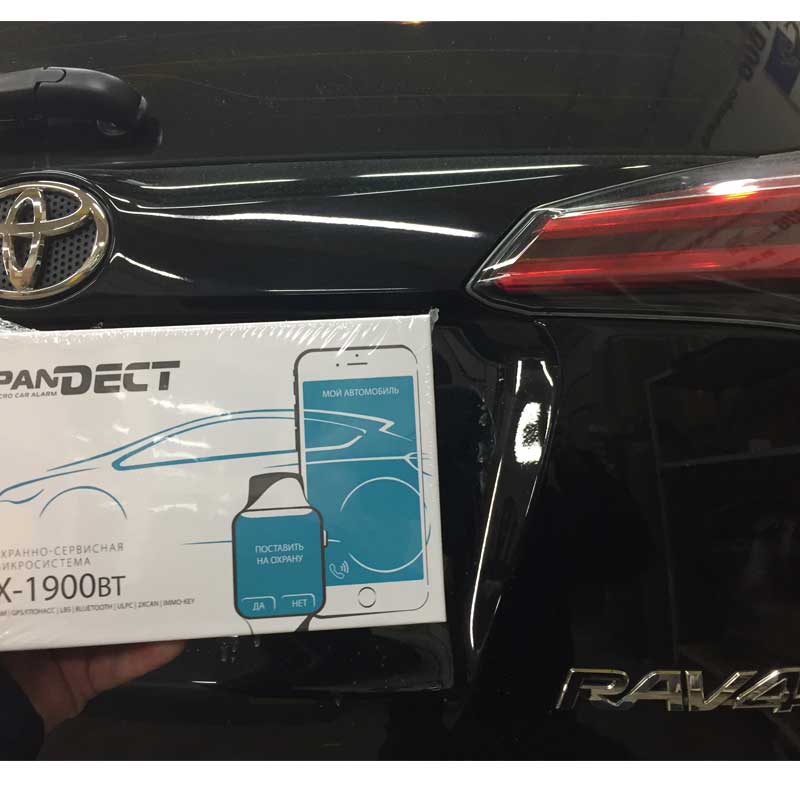 PANDECT
CRO CAR ALARM
МОЙ АВТОМОБИЛЬ
ХРАННО-СЕРВИСНАЯ
ИКРОСИСТЕМА
X-1900BT
GPS/ГЛОНАСС | LBS | BLUETOOTH | ULPC | 2XCAN | IMMO-KEY
ПОСТАВИТЬ
НА ОХРАНУ
ДА НЕТ
RAV4